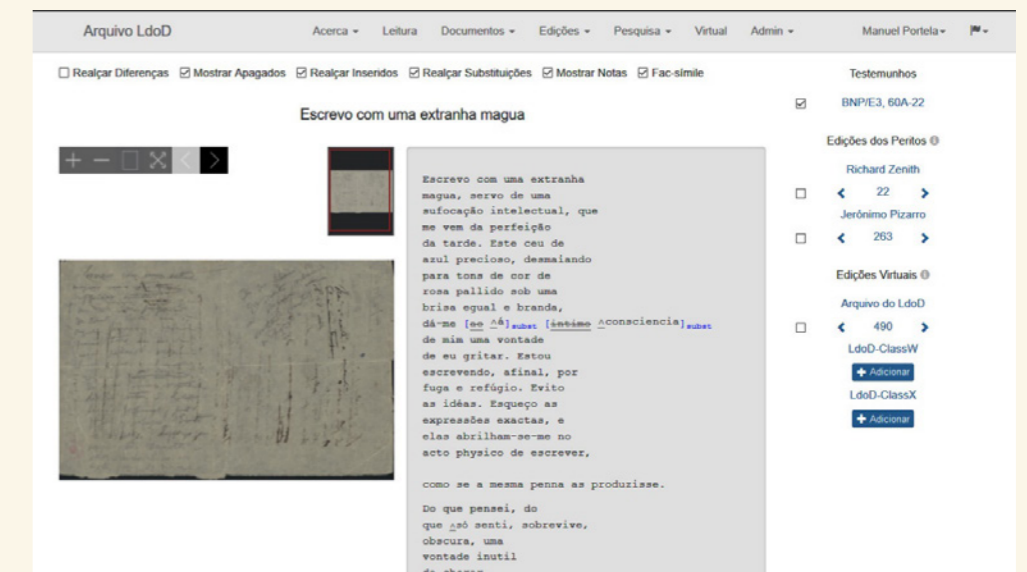 Arquivo LdoD Acerca Leitura Documentos Edições Pesquisa Virtual Admin Manuel Portela
Realçar Diferenças Mostrar Apagados Realçar Inseridos Realçar Substituições Mostrar Notas Fac-símile
Escrevo com uma extranha magua
Escrevo com uma extranha
magua, servo de uma
sufocação intelectual, que
me vem da perfeição
da tarde. Este ceu de
azul precioso, desmaiando
para tons de cor de
rosa pallido sob uma
brisa egual e branda,
dá-me [ao ^á]subst [íntimo ^consciencia]subst
de mim uma vontade
de eu gritar. Estou
escrevendo, afinal, por
fuga e refúgio. Evito
as idéas. Esqueço as
expressões exactas, e
elas abrilham-se-me no
acto physico de escrever,
como se a mesma penna as produzisse.
Do que pensei, do
que ^só senti, sobrevive,
obscura, uma
vontade inutil
Testemunhos
BNP/E3, 60A-22
Edições dos Peritos
Richard Zenith
22
Jerónimo Pizarro
263
Edições Virtuais
Arquivo do LdoD
490
LdoD-ClassW
+ Adicionar
LdoD-ClassX
+ Adicionar